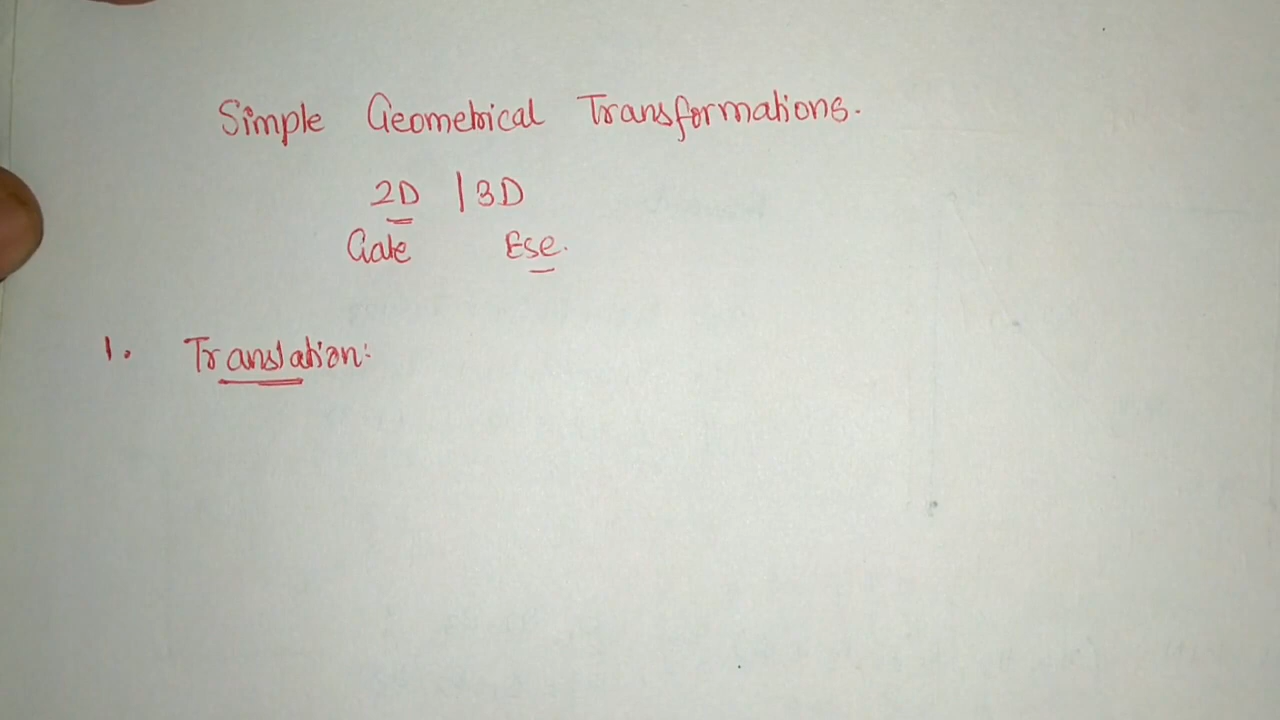 Simple Geometrical Transformations.
2D | 3D
Gate Ese.
1. Translation: